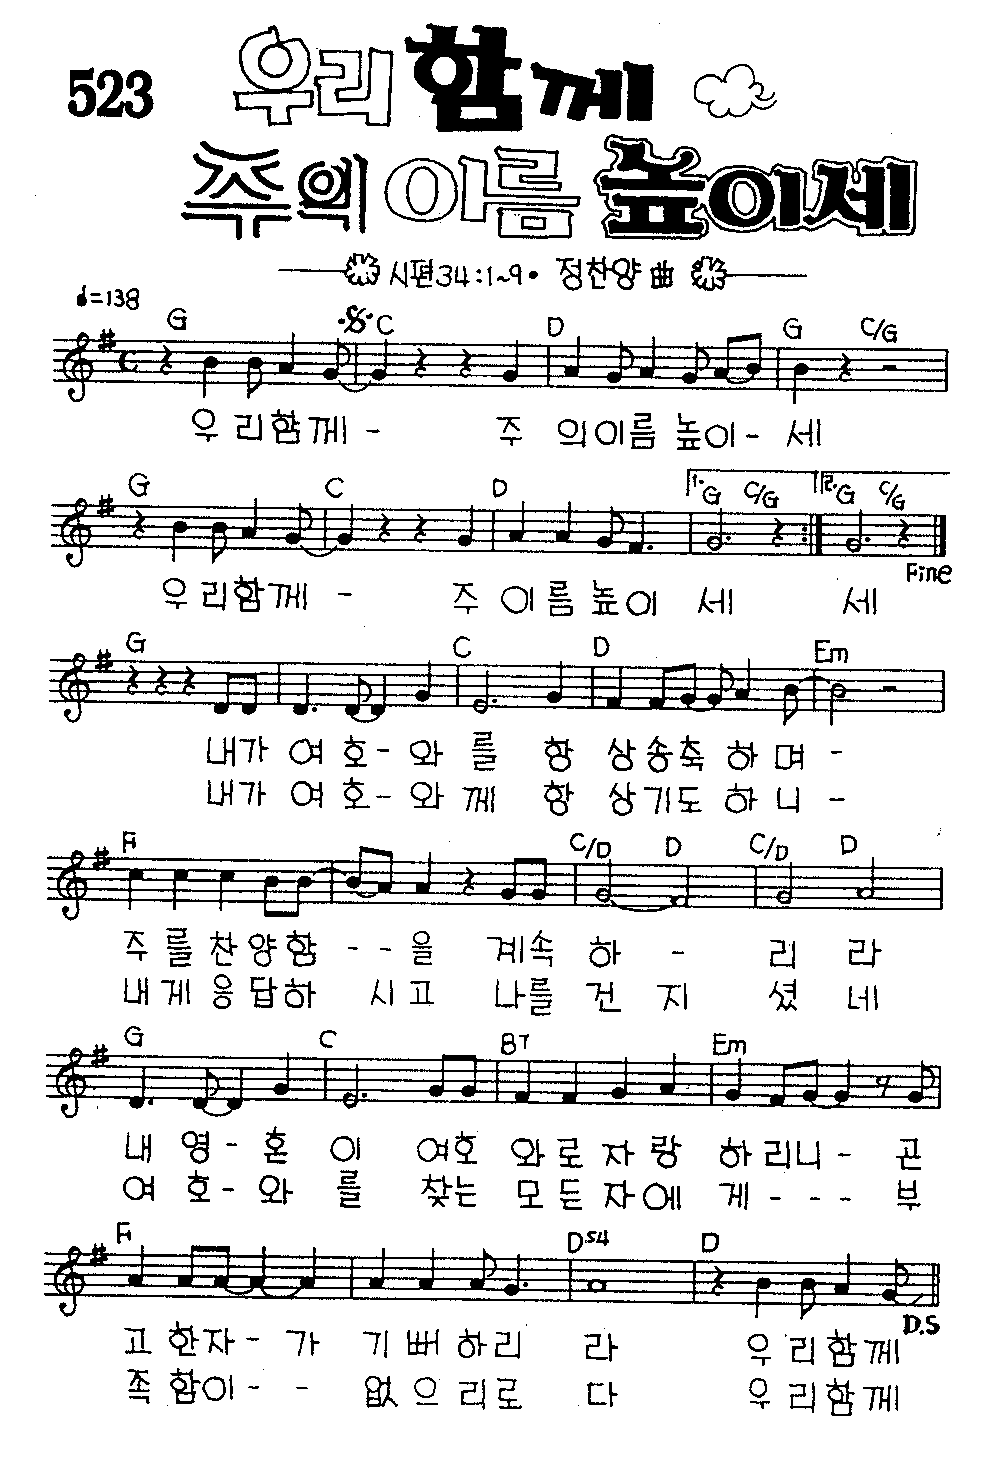 523
우리 함께
주의 이름 높이세
시편 34:1~9 · 정찬양 曲
♩=138
G C D G C/G
우 리 함 께 - 주 의 이 름 높 이 - 세
G C D 1. G C/G 2. G C/G
Fine
우 리 함 께 - 주 이 름 높 이 세 세
G C D Em
내 가 여 호 - 와 를 항 상 송 축 하 며 -
내 가 여 호 - 와 께 항 상 기 도 하 니 -
A C/D D C/D D
주 를 찬 양 함 - - 을 계 속 하 - 리 라
내 게 응 답 하 시 고 나 를 건 지 셨 네
G C B7 Em
내 영 - 혼 이 여 호 와 로 자 랑 하 리 니 - 곤
여 호 - 와 를 찾 는 모 든 자 에 게 - - - 부
A Dsus4 D
D.S
고 한 자 - 가 기 뻐 하 리 라 우 리 함 께
족 함 이 - - 없 으 리 로 다 우 리 함 께